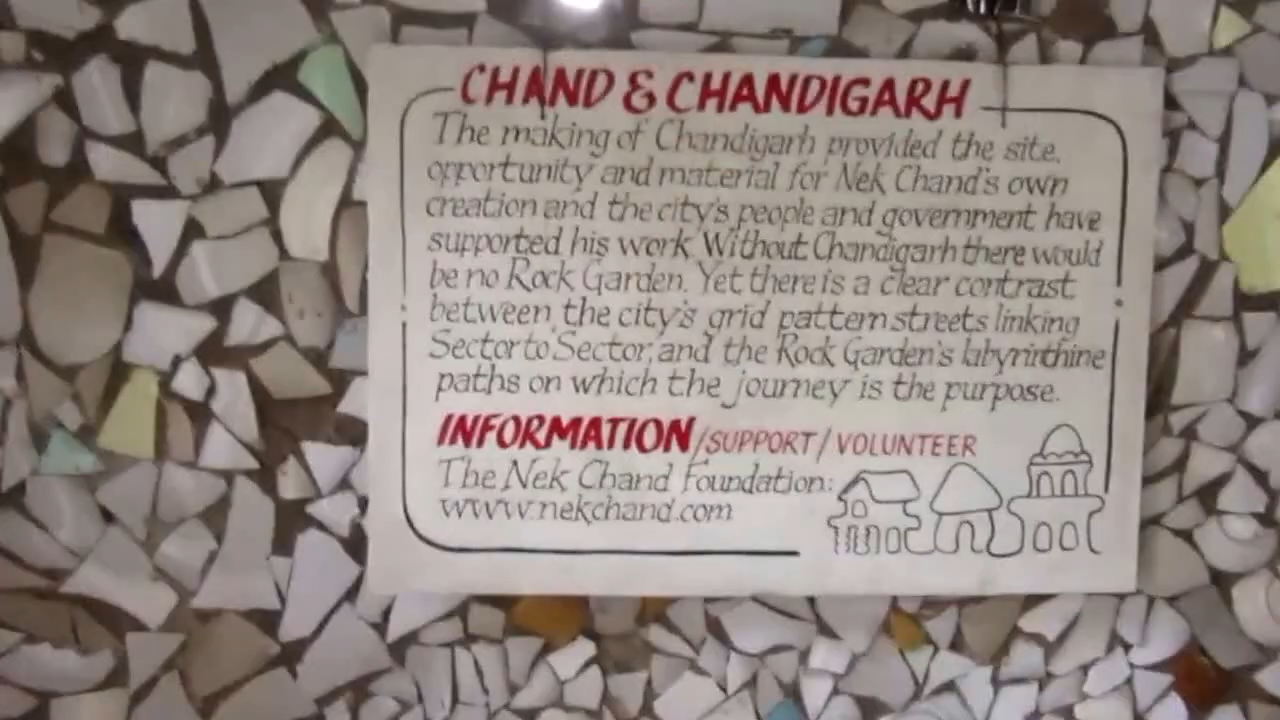 CHAND & CHANDIGARH
The making of Chandigarh provided the site,
opportunity and material for Nek Chand's own
creation and the city's people and government have
supported his work. Without Chandigarh there would
be no Rock Garden. Yet there is a clear contrast
between the city's grid pattern streets linking
Sector to Sector, and the Rock Garden's labyrinthine
paths on which the journey is the purpose.
INFORMATION/SUPPORT/VOLUNTEER
The Nek Chand Foundation:
www.nekchand.com